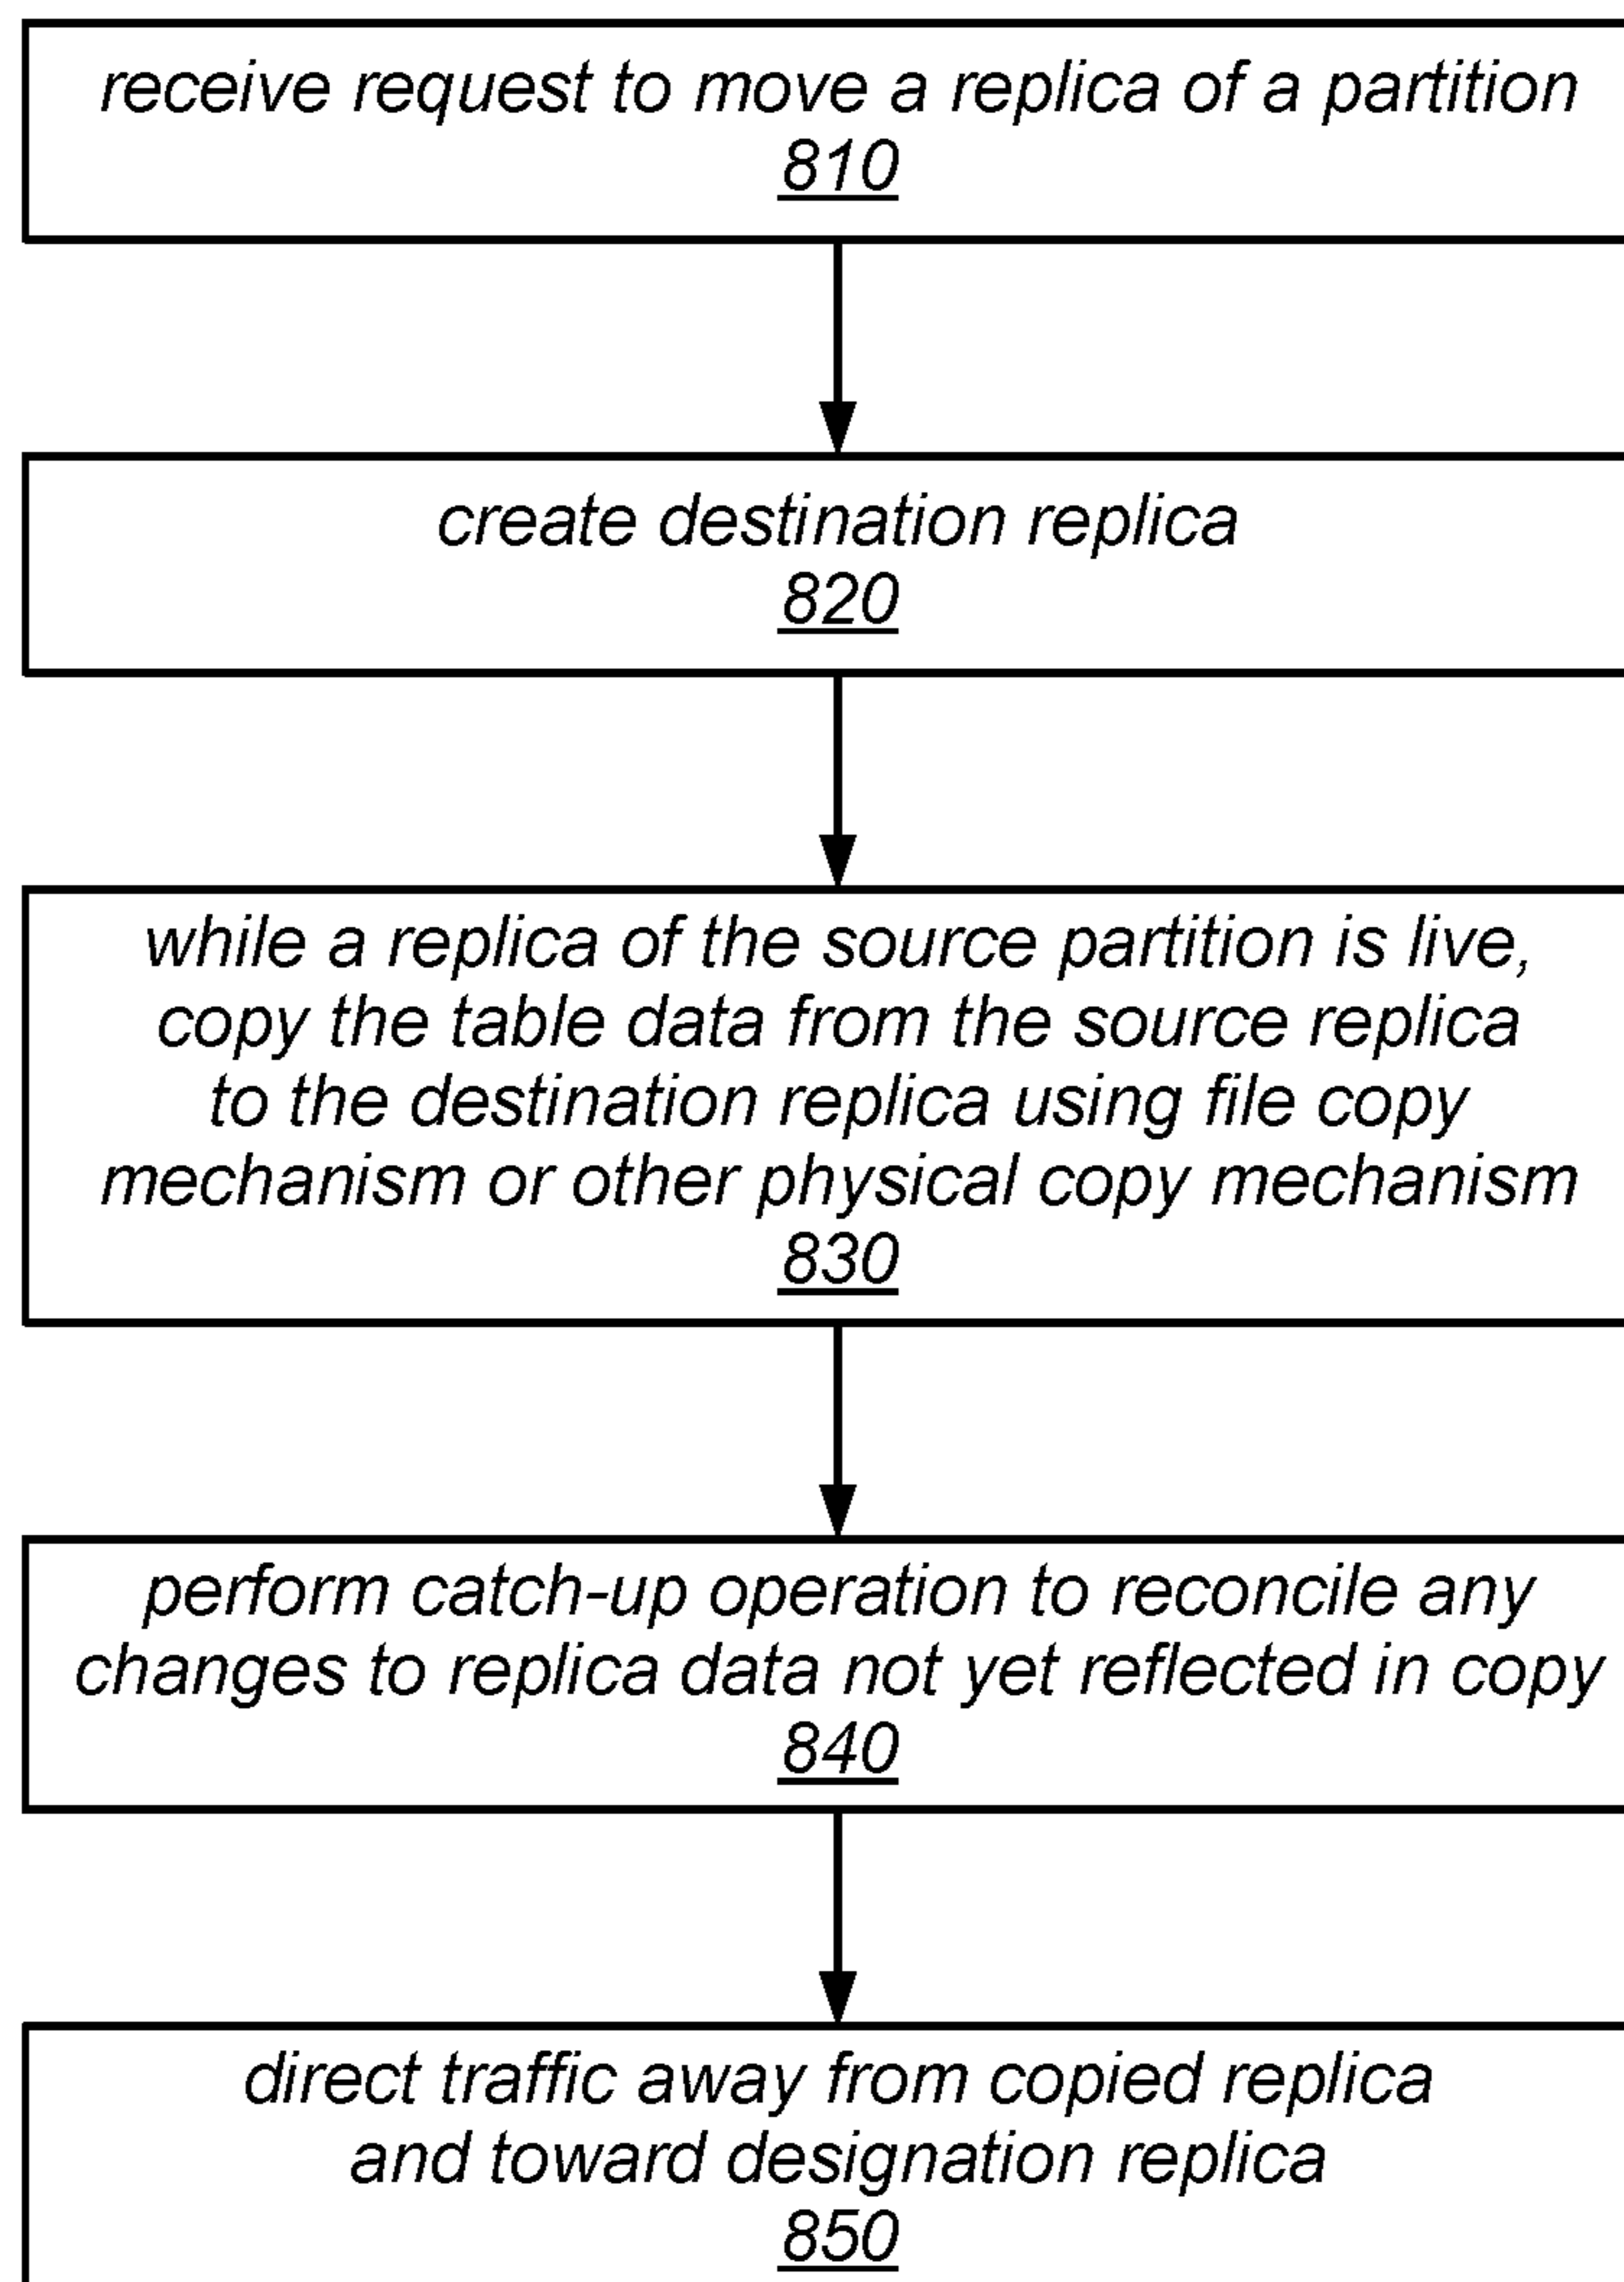 receive request to move a replica of a partition
810
create destination replica
820
while a replica of the source partition is live,
copy the table data from the source replica
to the destination replica using file copy
mechanism or other physical copy mechanism
830
perform catch-up operation to reconcile any
changes to replica data not yet reflected in copy
840
direct traffic away from copied replica
and toward designation replica
850